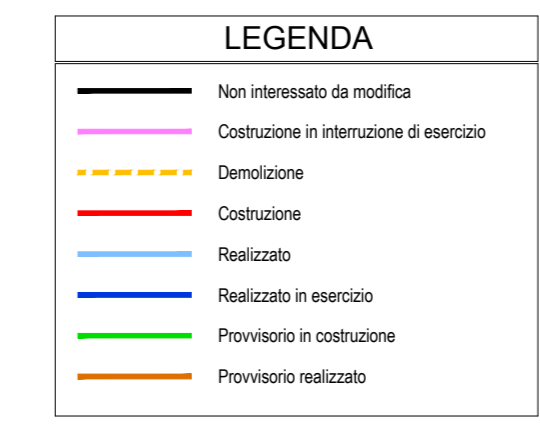 LEGENDA
Non interessato da modifica
Costruzione in interruzione di esercizio
Demolizione
Costruzione
Realizzato
Realizzato in esercizio
Provvisorio in costruzione
Provvisorio realizzato